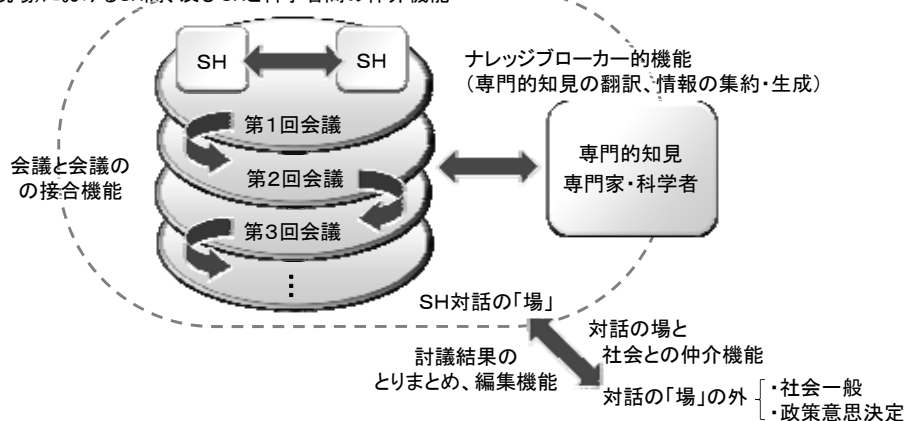 SH
SH
ナレッジブローカー的機能
(専門的知見の翻訳、情報の集約・生成)
第1回会議
会議と会議の
の接合機能
第2回会議
専門的知見
専門家・科学者
第3回会議
⋮
SH対話の「場」
対話の場と
社会との仲介機能
討議結果の
とりまとめ、編集機能
対話の「場」の外
・社会一般
・政策意思決定